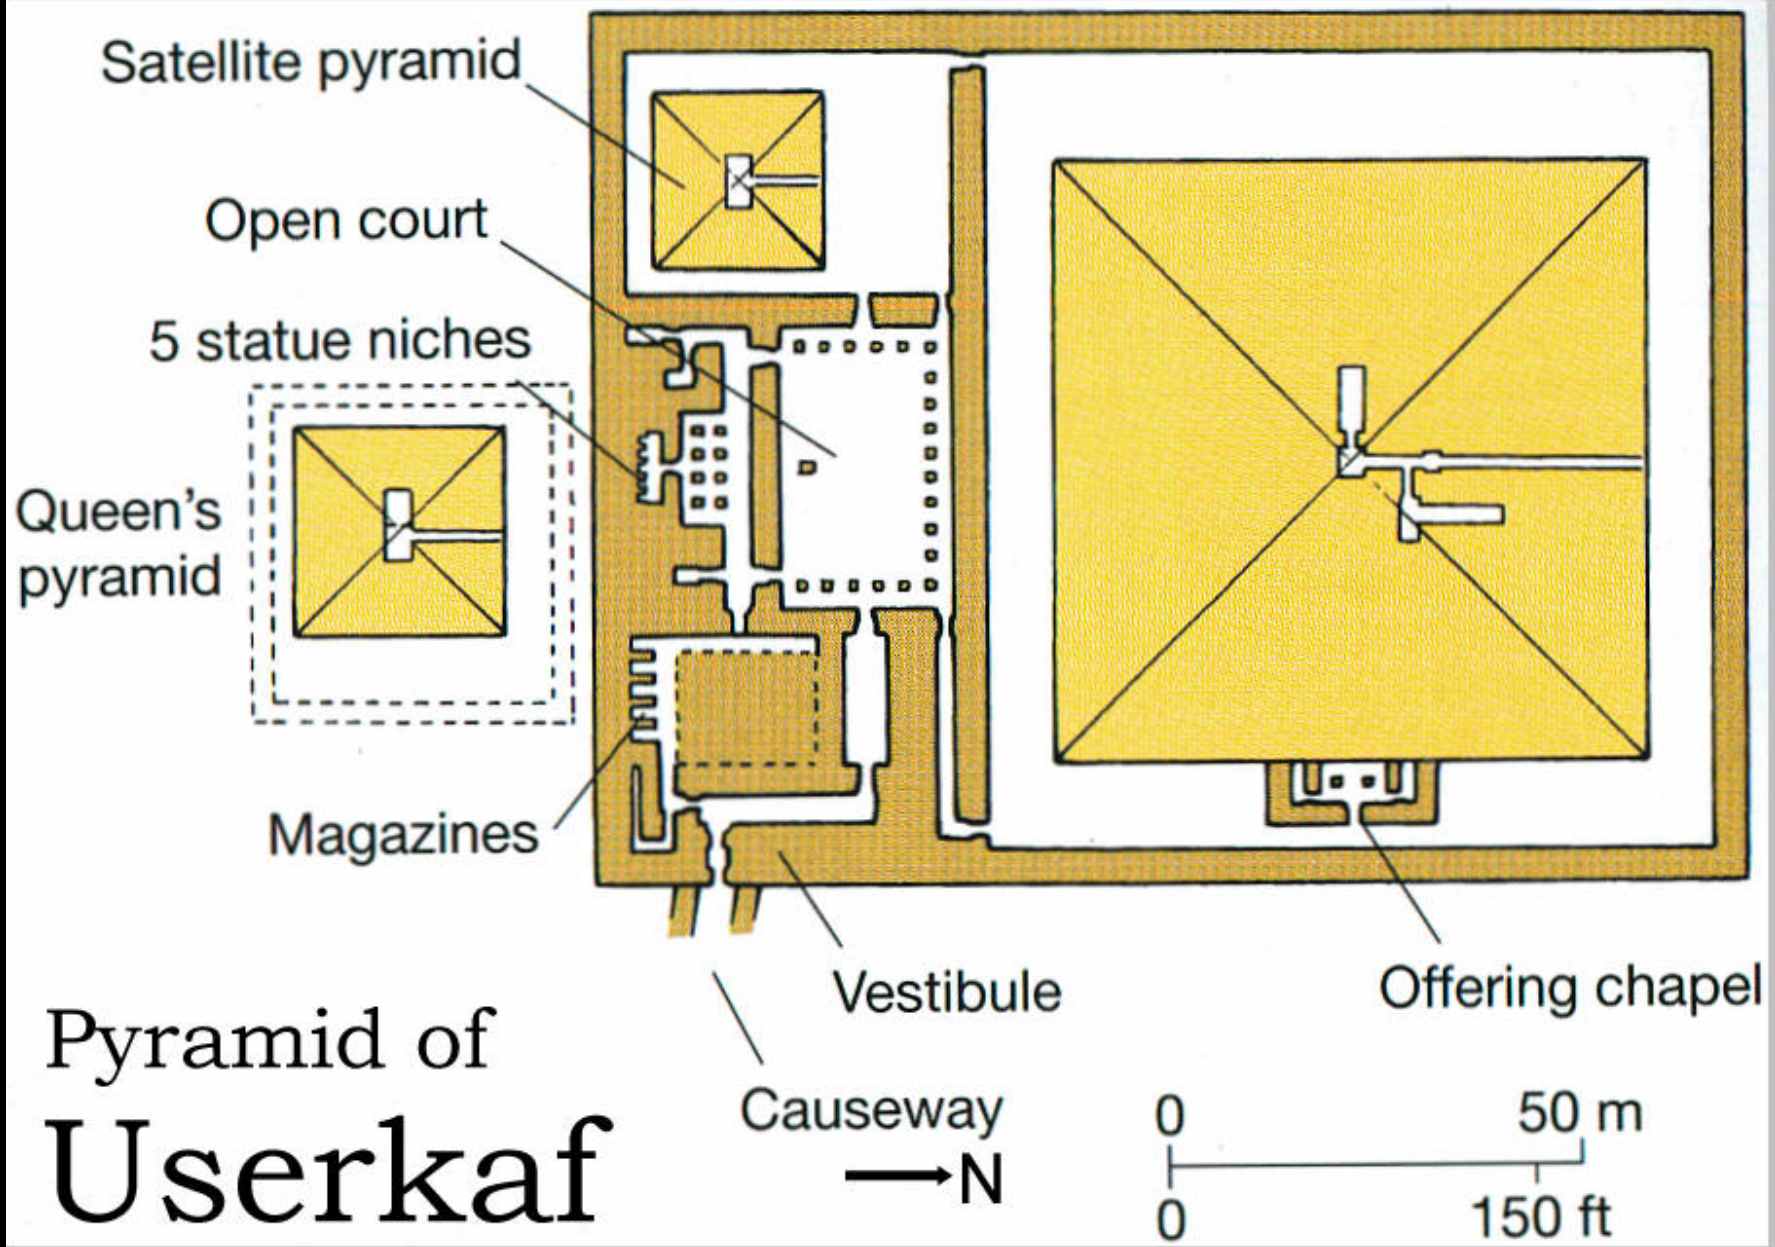 Satellite pyramid
Open court
5 statue niches
Queen's
pyramid
Magazines
Vestibule
Offering chapel
Causeway
N
Pyramid of
Userkaf
0 50 m
0 150 ft